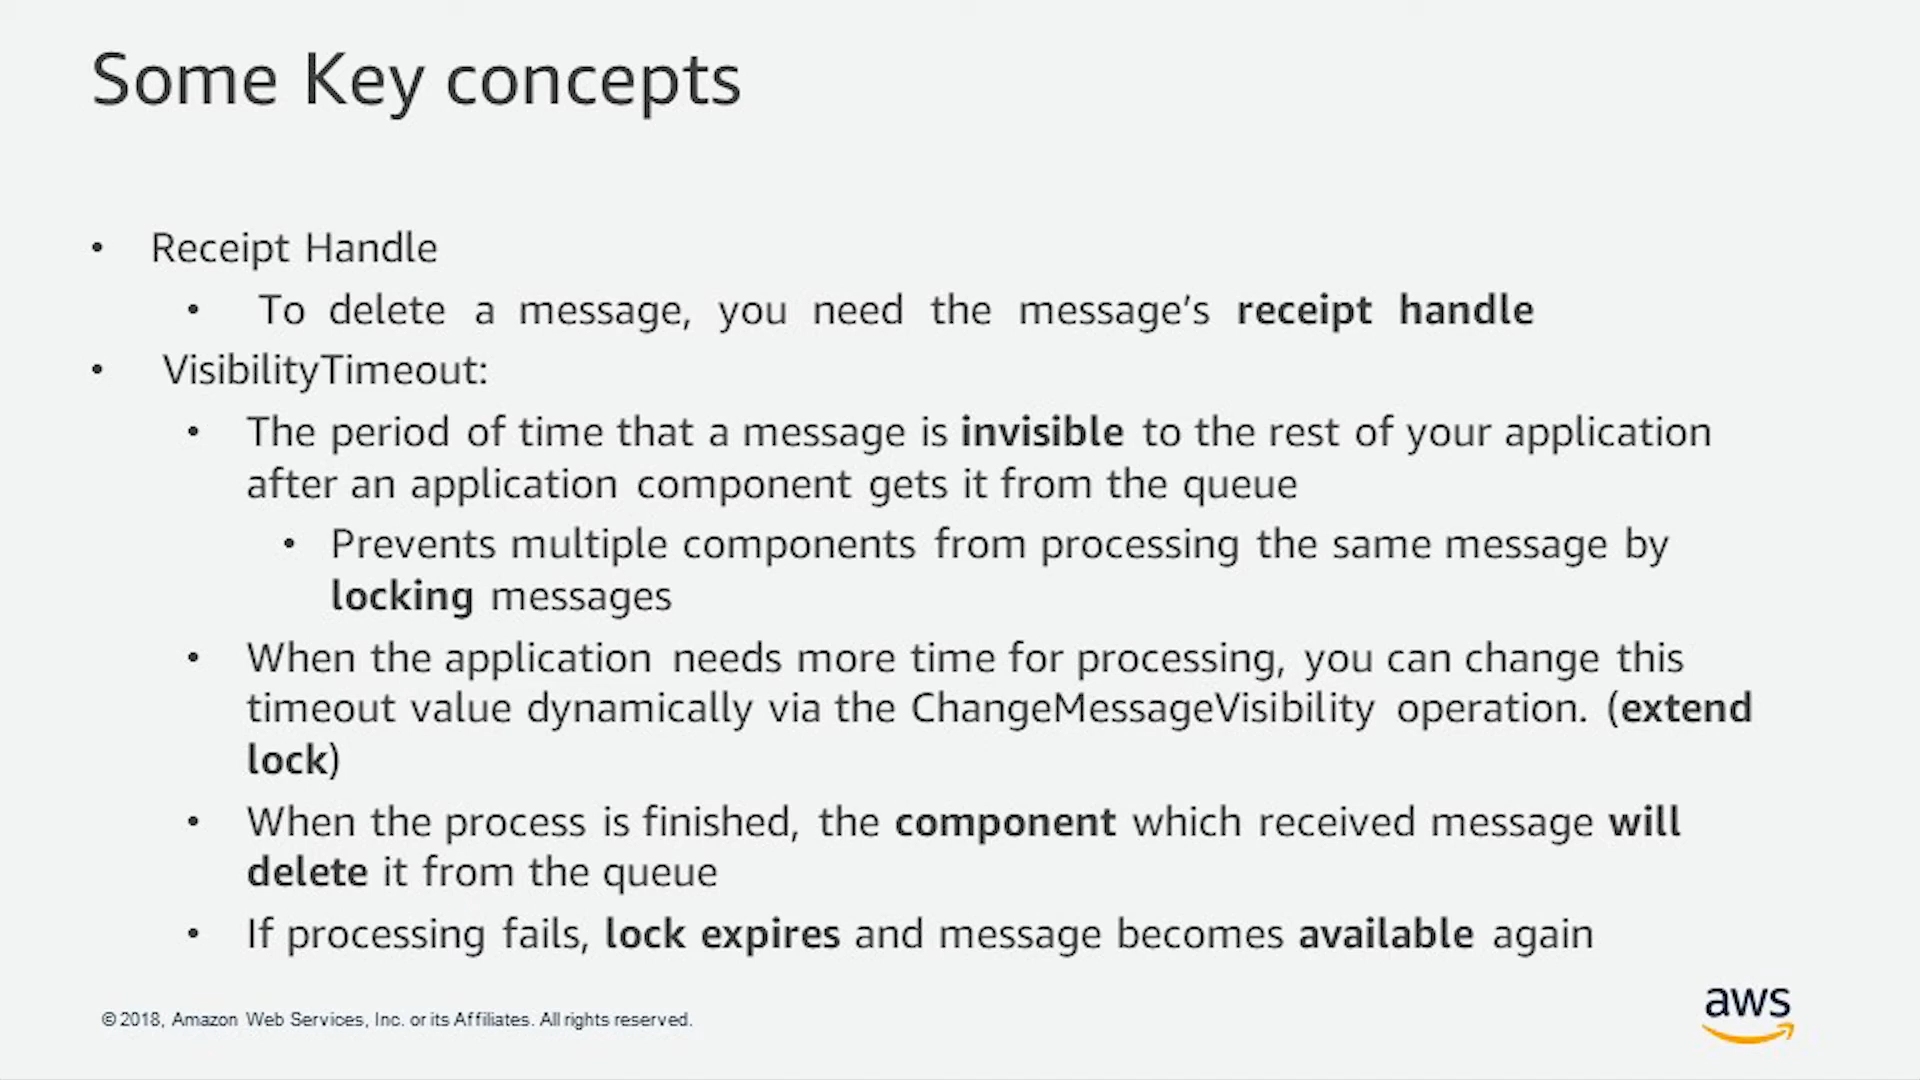 Some Key concepts
• Receipt Handle
• To delete a message, you need the message’s receipt handle
• VisibilityTimeout:
• The period of time that a message is invisible to the rest of your application
after an application component gets it from the queue
• Prevents multiple components from processing the same message by
locking messages
• When the application needs more time for processing, you can change this
timeout value dynamically via the ChangeMessageVisibility operation. (extend
lock)
• When the process is finished, the component which received message will
delete it from the queue
• If processing fails, lock expires and message becomes available again
© 2018, Amazon Web Services, Inc. or its Affiliates. All rights reserved.
aws